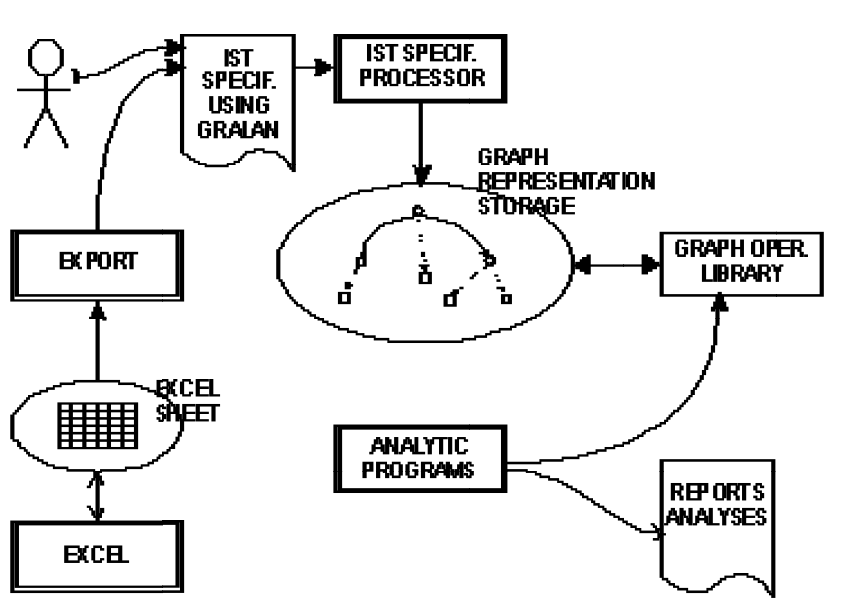 IST
SPECIF.
USING
GRALAN
IST SPECIF.
PROCESSOR
GRAPH
REPRESENTATION
STORAGE
EXPORT
GRAPH OPER.
LIBRARY
EXCEL
SHEET
ANALYTIC
PROGRAMS
REPORTS
ANALYSES
EXCEL